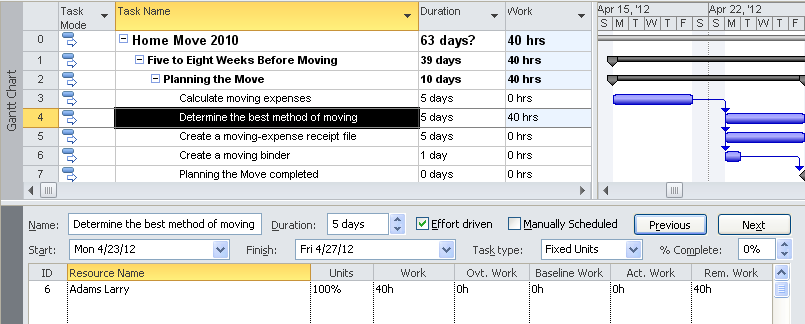 Task Mode Task Name Duration Work Apr 15, '12 Apr 22, '12
S M T W T F S S M T W T F S
0 Home Move 2010 63 days? 40 hrs
1 Five to Eight Weeks Before Moving 39 days 40 hrs
2 Planning the Move 10 days 40 hrs
3 Calculate moving expenses 5 days 0 hrs
4 Determine the best method of moving 5 days 40 hrs
5 Create a moving-expense receipt file 5 days 0 hrs
6 Create a moving binder 1 day 0 hrs
7 Planning the Move completed 0 days 0 hrs
Gantt Chart
Name: Determine the best method of moving Duration: 5 days Effort driven Manually Scheduled Previous Next
Start: Mon 4/23/12 Finish: Fri 4/27/12 Task type: Fixed Units % Complete: 0%
ID Resource Name Units Work Ovt. Work Baseline Work Act. Work Rem. Work
6 Adams Larry 100% 40h 0h 0h 0h 40h